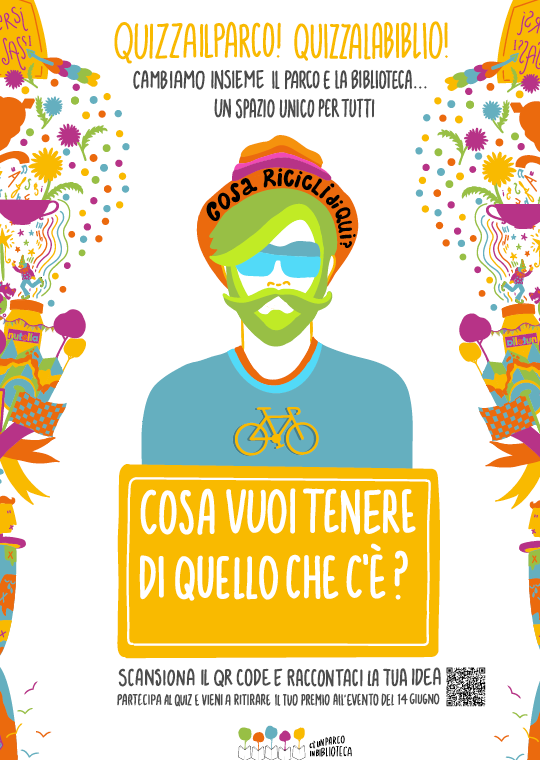 QUIZZAILPARCO! QUIZZALABIBLIO!
CAMBIAMO INSIEME IL PARCO E LA BIBLIOTECA...
UN SPAZIO UNICO PER TUTTI
COSA RICICLI di QUI?
nutella
COSA VUOI TENERE
DI QUELLO CHE C'È?
SCANSIONA IL QR CODE E RACCONTACI LA TUA IDEA
PARTECIPA AL QUIZ E VIENI A RITIRARE IL TUO PREMIO ALL'EVENTO DEL 14 GIUGNO
C'È UN PARCO
IN BIBLIOTECA